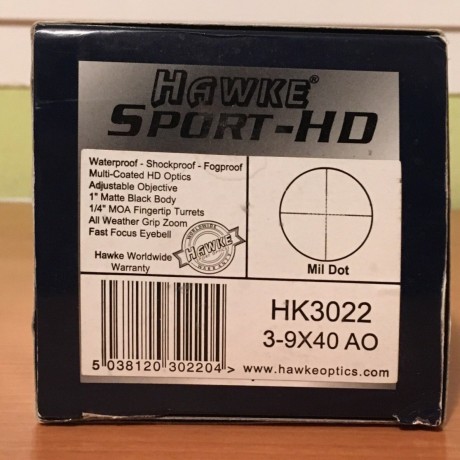 HAWKE®
SPORT-HD
Waterproof - Shockproof - Fogproof
Multi-Coated HD Optics
Adjustable Objective
1" Matte Black Body
1/4" MOA Fingertip Turrets
All Weather Grip Zoom
Fast Focus Eyebell
Hawke Worldwide
Warranty
WORLDWIDE
HAWKE
WARRANTY
Mil Dot
HK3022
3-9X40 AO
5 038120 302204 >
www.hawkeoptics.com